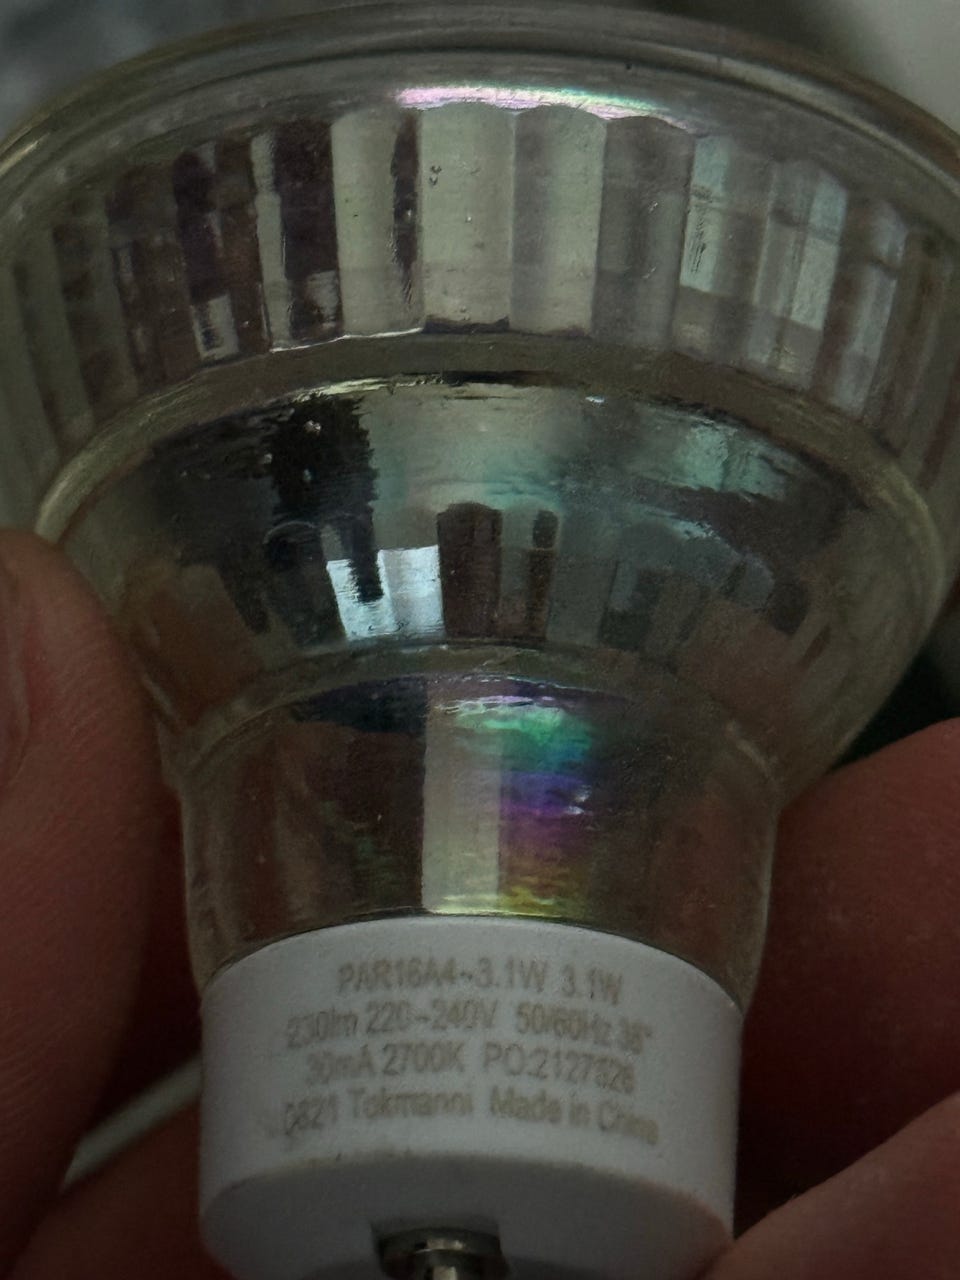 PAR16A4-3.1W 3.1W
230lm 220~240V 50/60Hz 36°
30mA 2700K PO:2127826
0821 Tokmanni Made in China